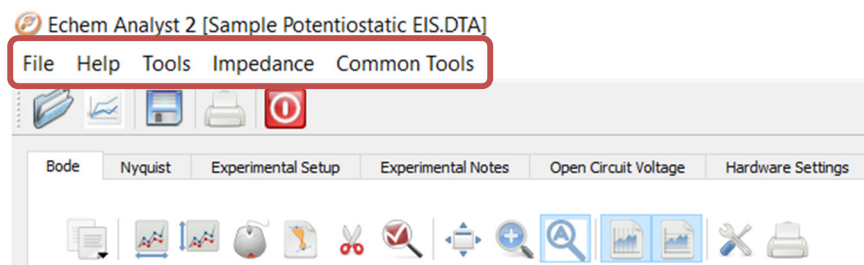 Echem Analyst 2 [Sample Potentiostatic EIS.DTA]
File Help Tools Impedance Common Tools
Bode Nyquist Experimental Setup Experimental Notes Open Circuit Voltage Hardware Settings
A